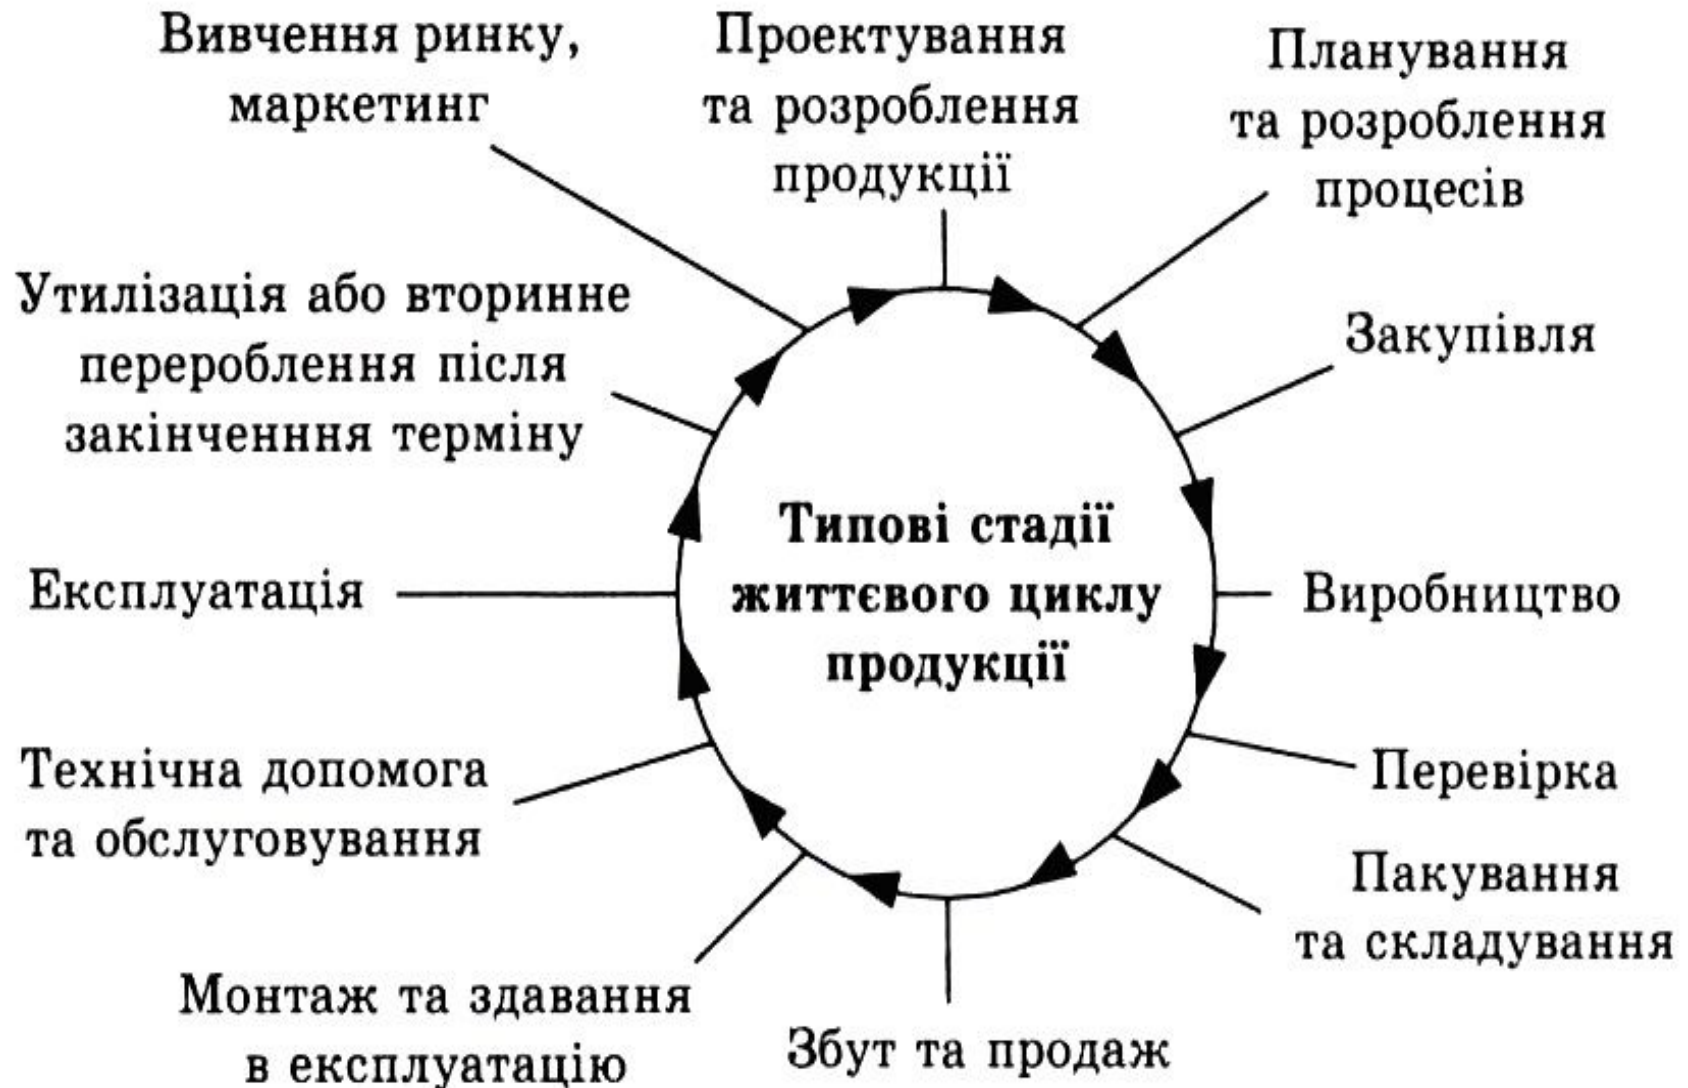 Вивчення ринку,
маркетинг
Проектування
та розроблення
продукції
Планування
та розроблення
процесів
Закупівля
Виробництво
Перевірка
Пакування
та складування
Збут та продаж
Монтаж та здавання
в експлуатацію
Технічна допомога
та обслуговування
Експлуатація
Утилізація або вторинне
перероблення після
закінченння терміну
Типові стадії
життєвого циклу
продукції